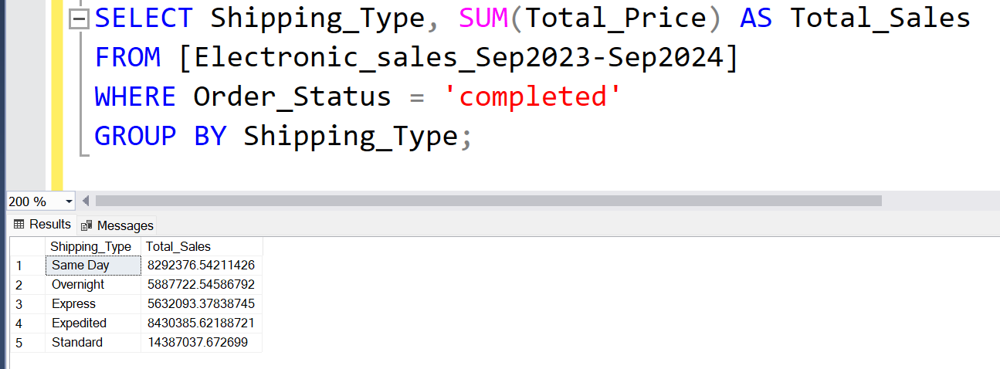 SELECT Shipping_Type, SUM(Total_Price) AS Total_Sales
FROM [Electronic_sales_Sep2023-Sep2024]
WHERE Order_Status = 'completed'
GROUP BY Shipping_Type;
200 %
Results Messages
Shipping_Type Total_Sales
1 Same Day 8292376.54211426
2 Overnight 5887722.54586792
3 Express 5632093.37838745
4 Expedited 8430385.62188721
5 Standard 14387037.672699